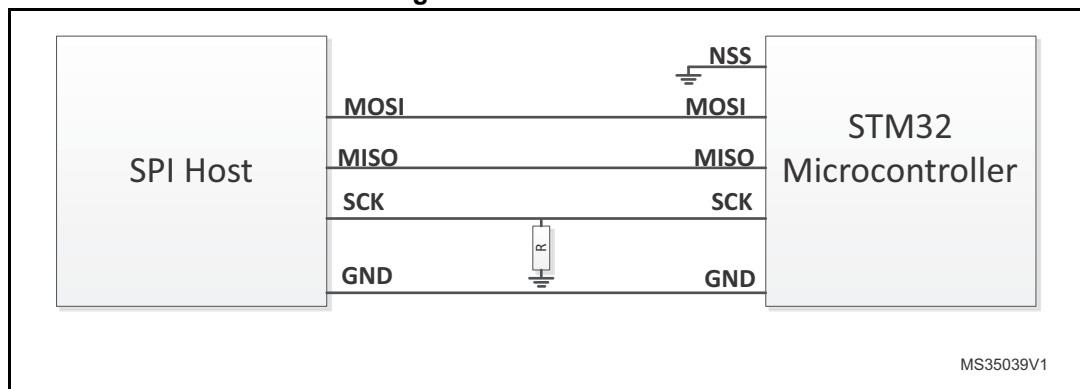 NSS
MOSI MOSI
SPI Host
STM32
Microcontroller
MISO MISO
SCK SCK
R
GND GND
MS35039V1